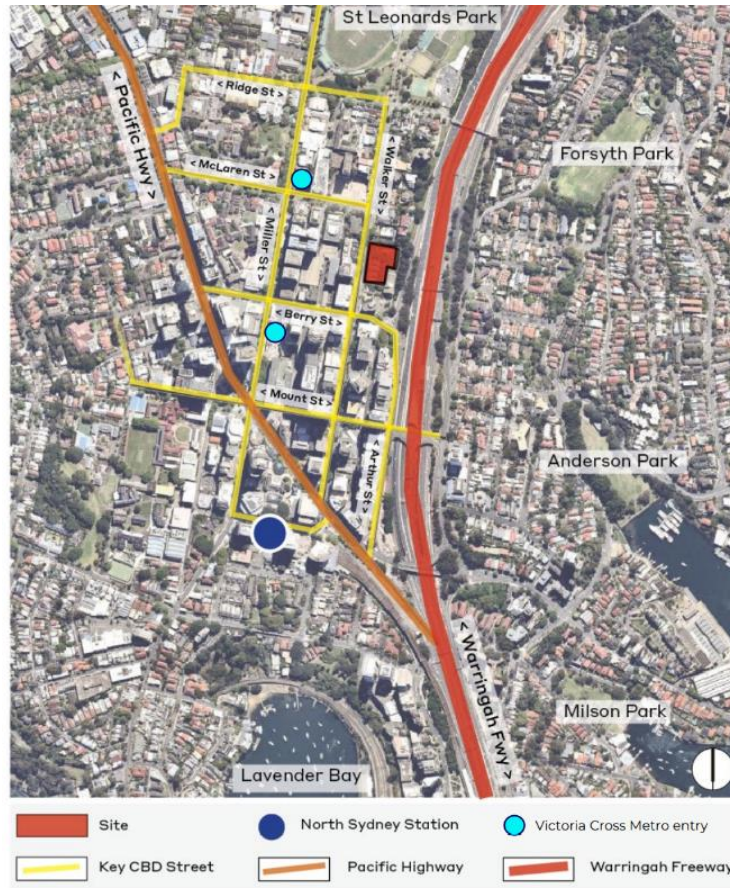 St Leonards Park
< Ridge St >
< Pacific Hwy >
< Walker St >
Forsyth Park
< McLaren St >
< Miller St >
< Berry St >
< Mount St >
< Arthur St >
Anderson Park
< Warringah Fwy >
Milson Park
Lavender Bay
Site
North Sydney Station
Victoria Cross Metro entry
Key CBD Street
Pacific Highway
Warringah Freeway